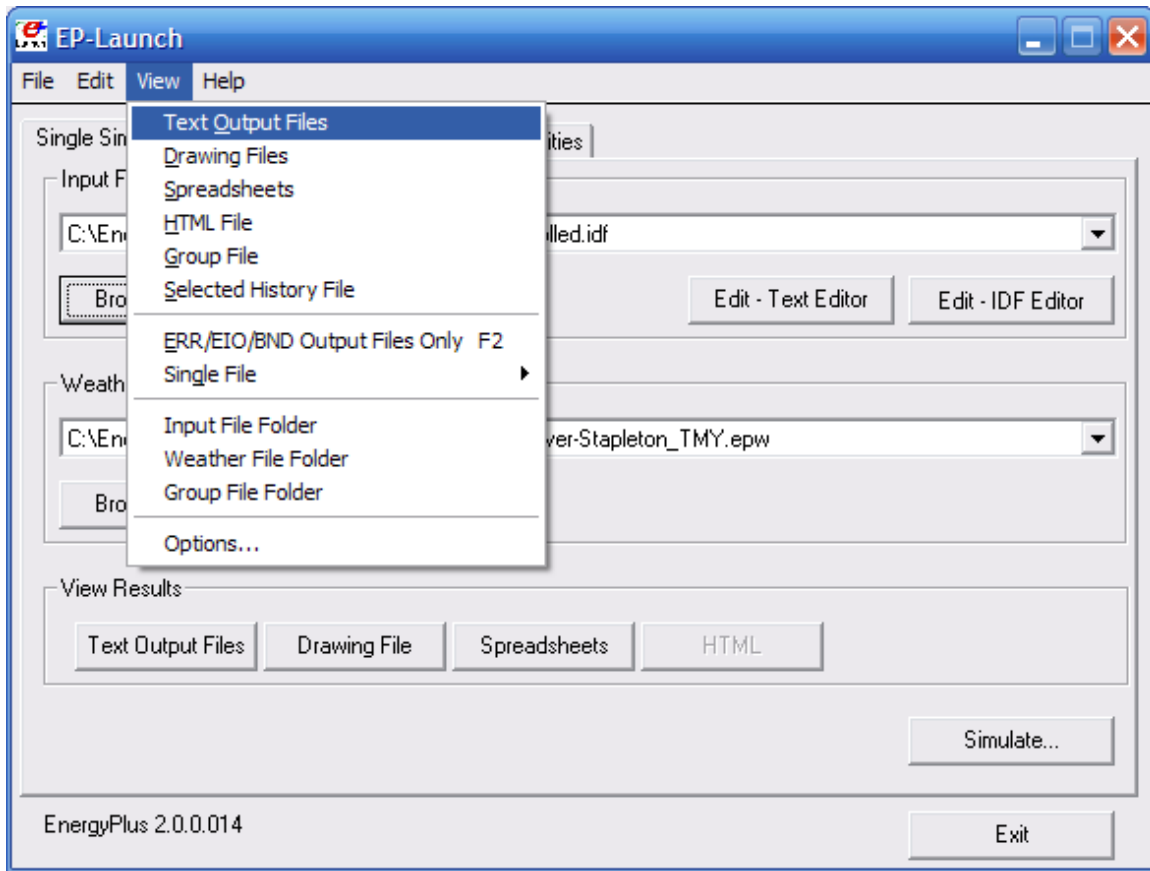 EP-Launch
File Edit View Help
Text Output Files
Drawing Files
Spreadsheets
HTML File
Group File
Selected History File
ERR/EIO/BND Output Files Only F2
Single File
Input File Folder
Weather File Folder
Group File Folder
Options...
Single Sin ities
Input F
C:\En lled.idf
Bro Edit - Text Editor Edit - IDF Editor
Weath
C:\En ver-Stapleton_TMY.epw
Bro
View Results
Text Output Files Drawing File Spreadsheets HTML
Simulate...
EnergyPlus 2.0.0.014
Exit